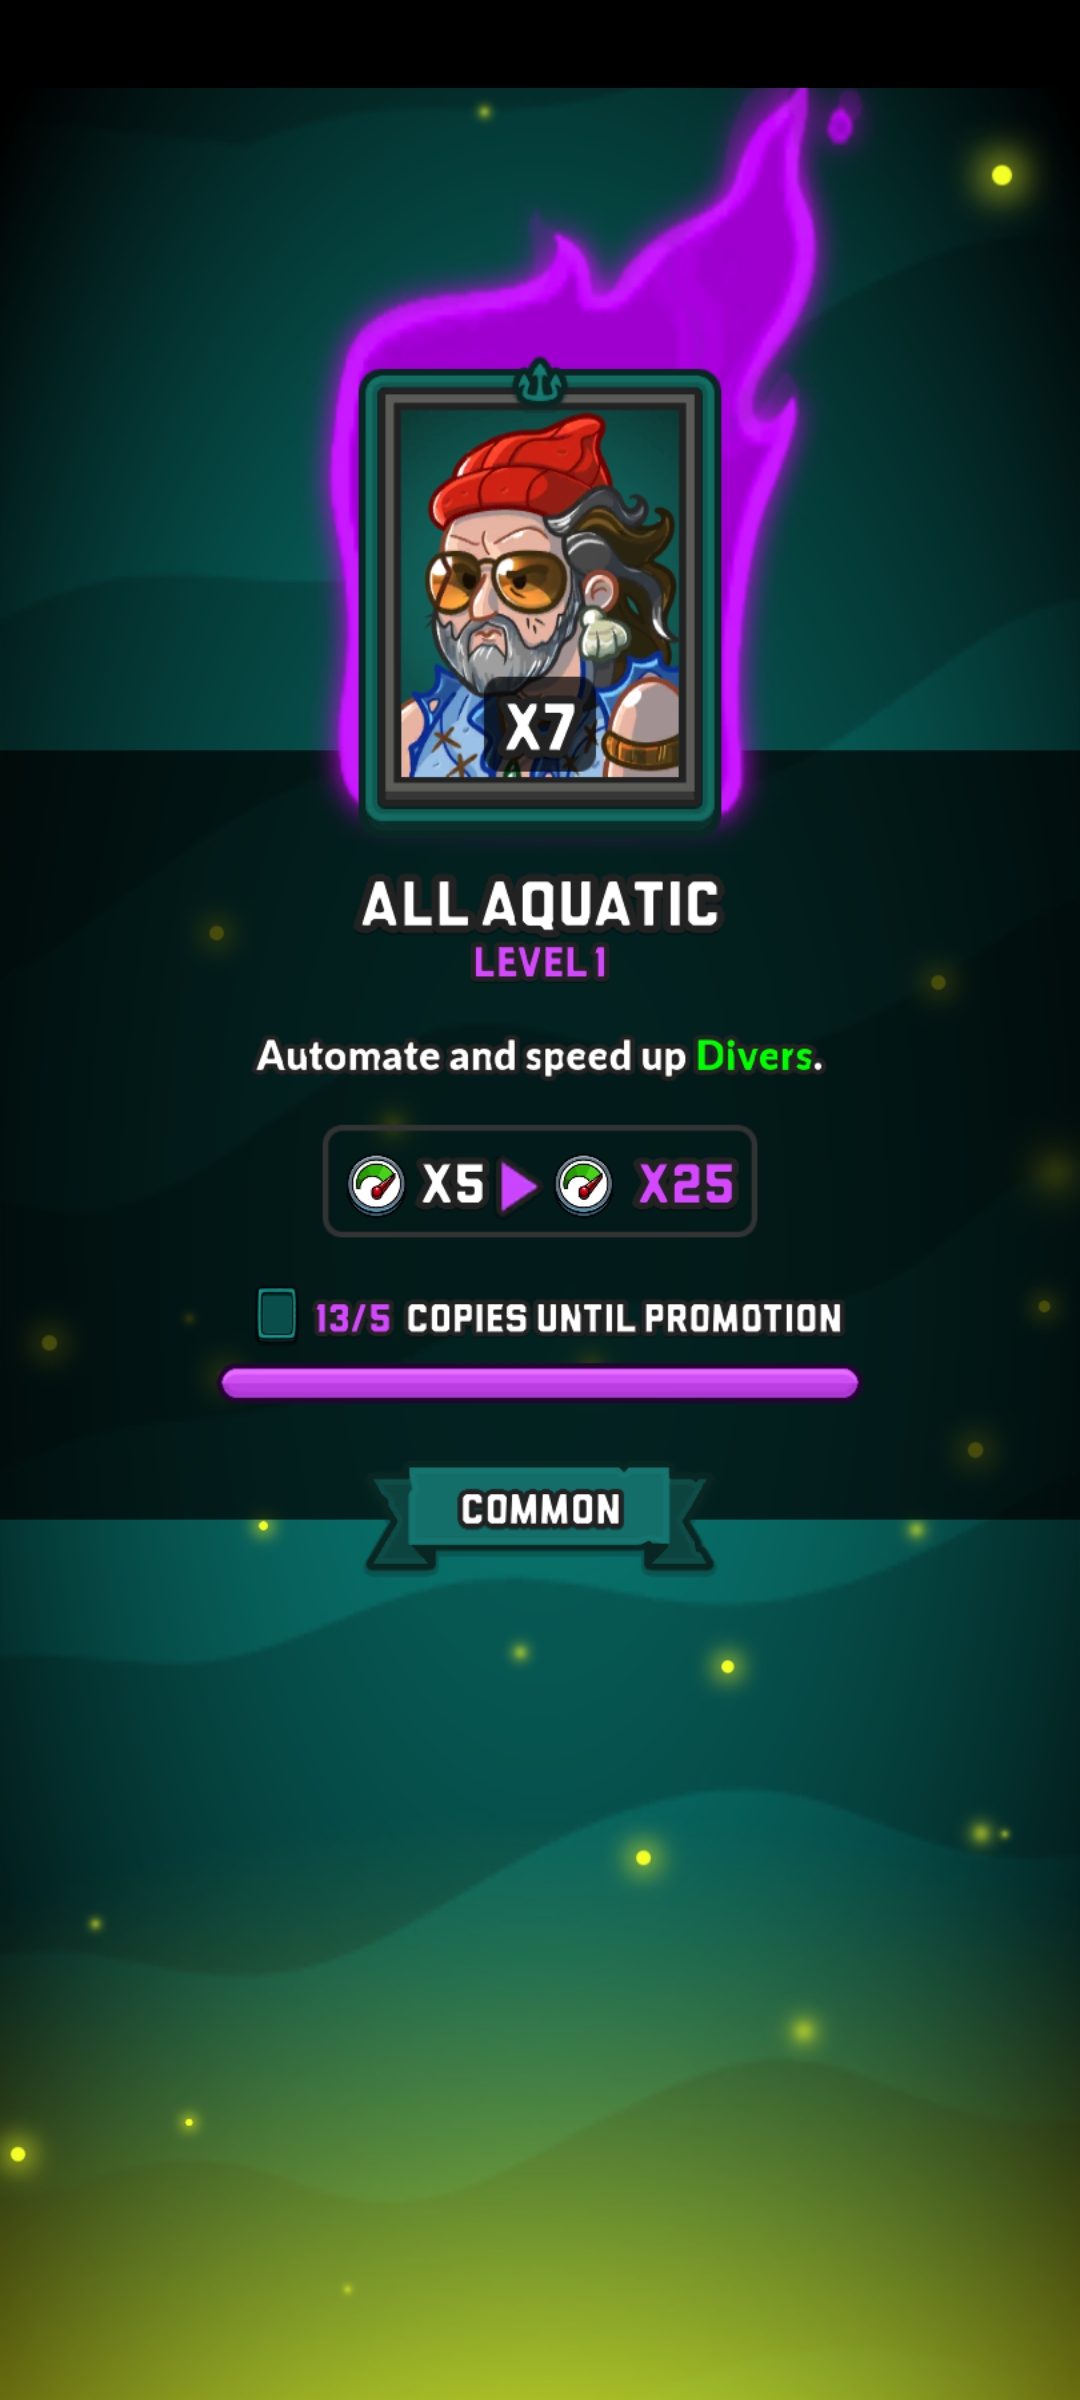 X7
ALL AQUATIC
LEVEL 1
Automate and speed up Divers.
X5 X25
13/5 COPIES UNTIL PROMOTION
COMMON